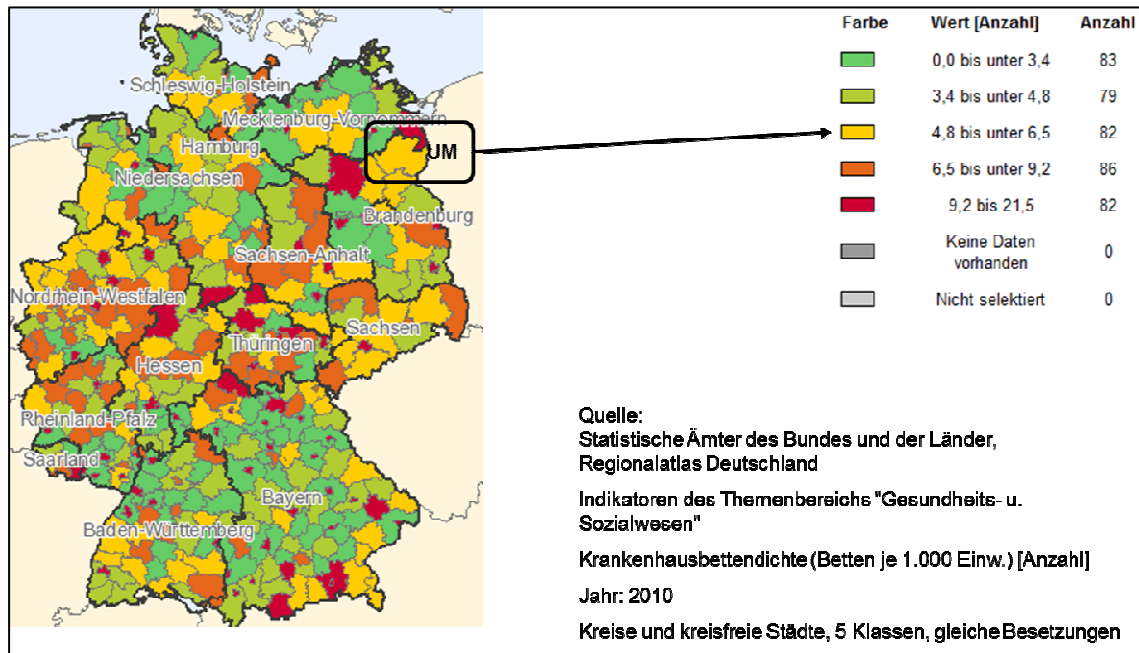 Schleswig-Holstein
Mecklenburg-Vorpommern
Hamburg
UM
Niedersachsen
Brandenburg
Sachsen-Anhalt
Nordrhein-Westfalen
Sachsen
Thüringen
Hessen
Rheinland-Pfalz
Saarland
Bayern
Baden-Württemberg
Farbe Wert [Anzahl] Anzahl
0,0 bis unter 3,4 83
3,4 bis unter 4,8 79
4,8 bis unter 6,5 82
6,5 bis unter 9,2 86
9,2 bis 21,5 82
Keine Daten
vorhanden 0
Nicht selektiert 0
Quelle:
Statistische Ämter des Bundes und der Länder,
Regionalatlas Deutschland
Indikatoren des Themenbereichs "Gesundheits- u.
Sozialwesen"
Krankenhausbettendichte (Betten je 1.000 Einw.) [Anzahl]
Jahr: 2010
Kreise und kreisfreie Städte, 5 Klassen, gleiche Besetzungen